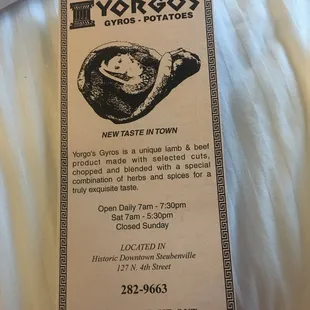 YORGO'S
GYROS - POTATOES
NEW TASTE IN TOWN
Yorgo's Gyros is a unique lamb & beef
product made with selected cuts,
chopped and blended with a special
combination of herbs and spices for a
truly exquisite taste.
Open Daily 7am - 7:30pm
Sat 7am - 5:30pm
Closed Sunday
LOCATED IN
Historic Downtown Steubenville
127 N. 4th Street
282-9663